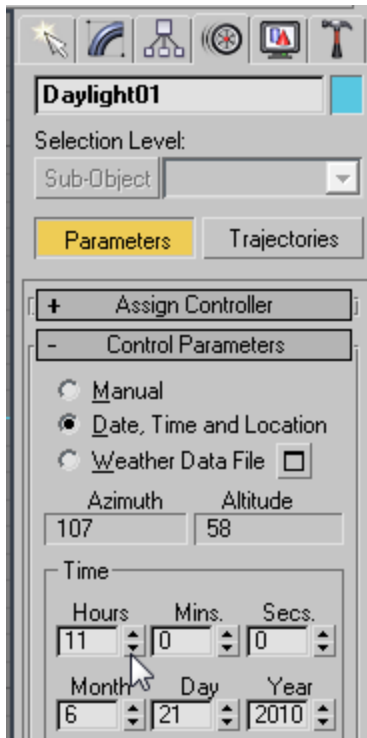 Daylight01
Selection Level:
Sub-Object
Parameters Trajectories
+ Assign Controller
- Control Parameters
Manual
Date, Time and Location
Weather Data File
Azimuth Altitude
107 58
Time
Hours Mins. Secs.
11 0 0
Month Day Year
6 21 2010